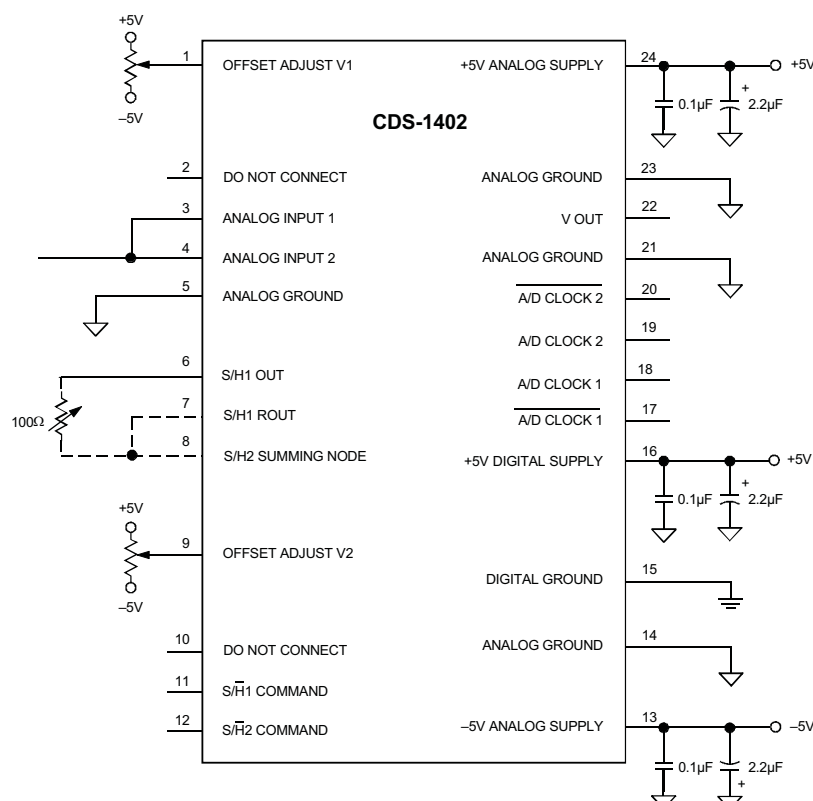 +5V
–5V
1
OFFSET ADJUST V1
+5V ANALOG SUPPLY
24
+5V
0.1µF
+
2.2µF
CDS-1402
2
DO NOT CONNECT
ANALOG GROUND
23
3
ANALOG INPUT 1
V OUT
22
4
ANALOG INPUT 2
ANALOG GROUND
21
5
ANALOG GROUND
A/D CLOCK 2
20
A/D CLOCK 2
19
6
S/H1 OUT
A/D CLOCK 1
18
100Ω
7
S/H1 ROUT
A/D CLOCK 1
17
8
S/H2 SUMMING NODE
+5V DIGITAL SUPPLY
16
+5V
0.1µF
+
2.2µF
+5V
–5V
9
OFFSET ADJUST V2
DIGITAL GROUND
15
10
DO NOT CONNECT
ANALOG GROUND
14
11
S/H̅1 COMMAND
12
S/H̅2 COMMAND
–5V ANALOG SUPPLY
13
–5V
0.1µF
2.2µF
+